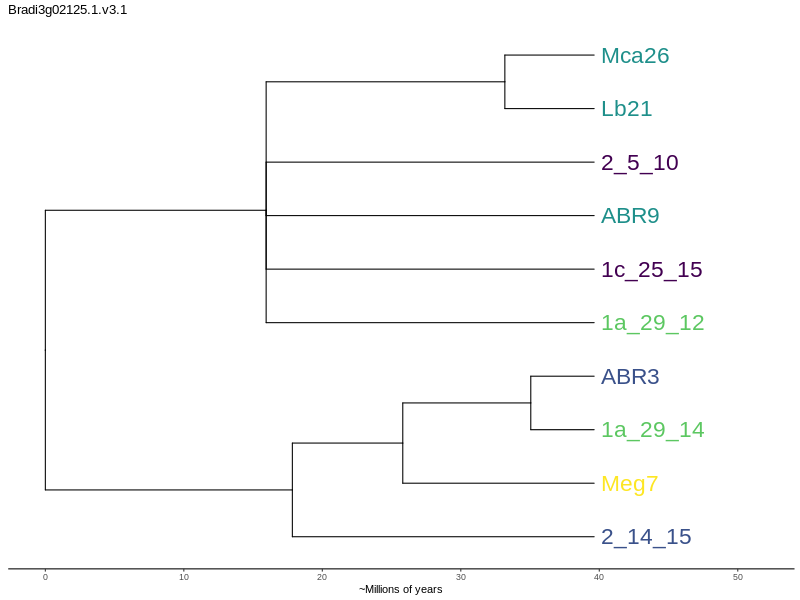 Bradi3g02125.1.v3.1
Mca26
Lb21
2_5_10
ABR9
1c_25_15
1a_29_12
ABR3
1a_29_14
Meg7
2_14_15
0 10 20 30 40 50
~Millions of years